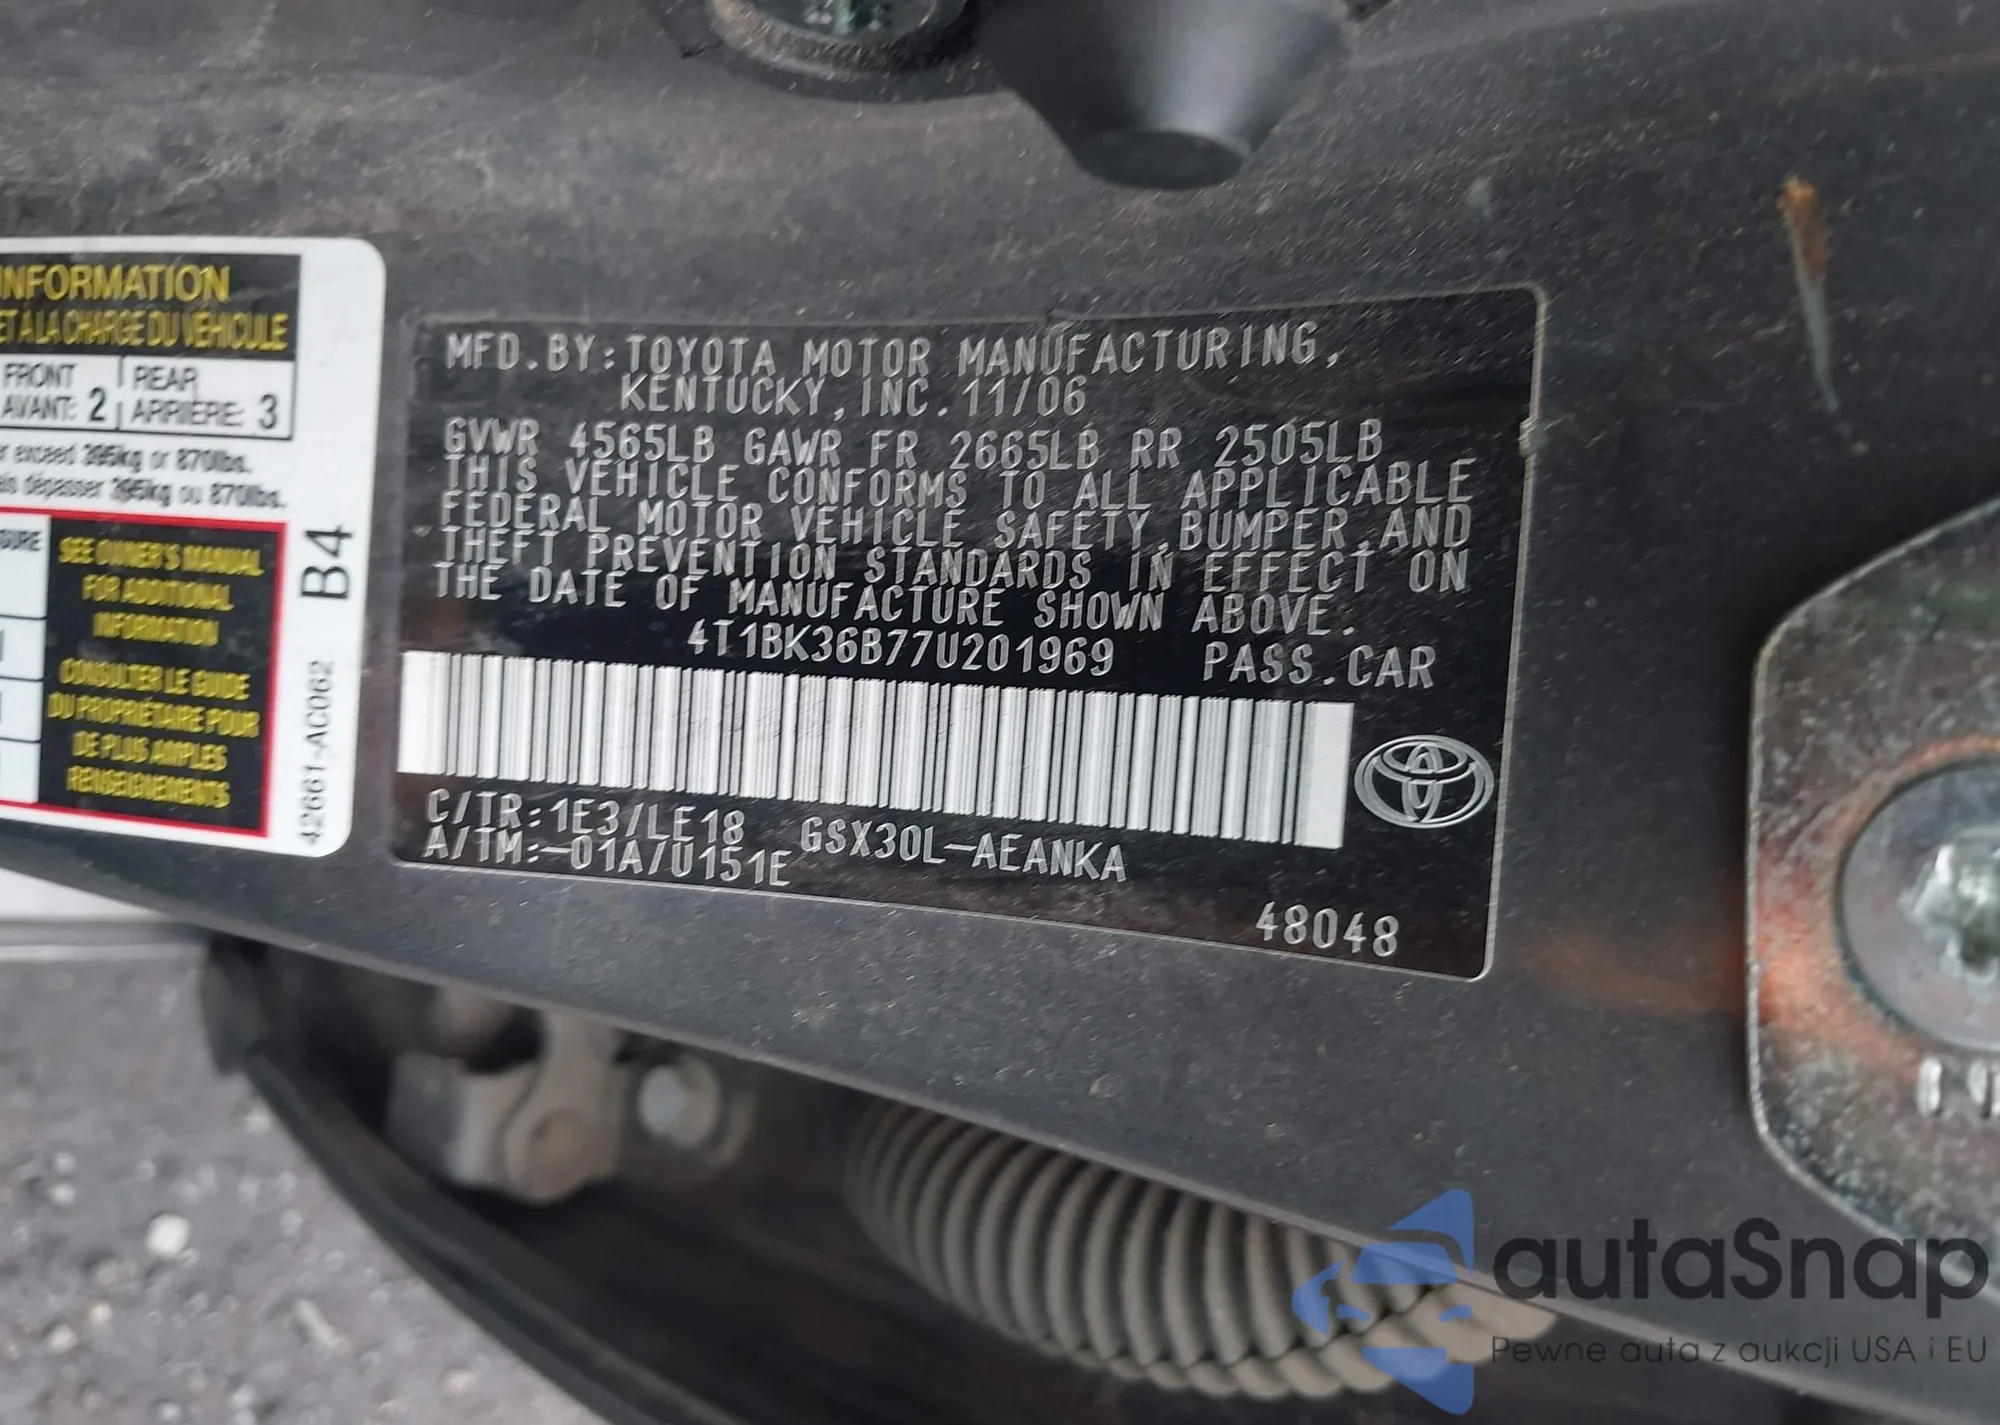 INFORMATION
ET À LA CHARGE DU VÉHICULE
FRONT
AVANT: 2
REAR
ARRIÈRE: 3
exceed 395kg or 870lbs.
dépasser 395kg ou 870lbs.
SEE OWNER'S MANUAL
FOR ADDITIONAL
INFORMATION
CONSULTER LE GUIDE
DU PROPRIÉTAIRE POUR
DE PLUS AMPLES
RENSEIGNEMENTS
B4
42661-AC062
MFD.BY:TOYOTA MOTOR MANUFACTURING,
KENTUCKY,INC.11/06
GVWR 4565LB GAWR FR 2665LB RR 2505LB
THIS VEHICLE CONFORMS TO ALL APPLICABLE
FEDERAL MOTOR VEHICLE SAFETY,BUMPER,AND
THEFT PREVENTION STANDARDS IN EFFECT ON
THE DATE OF MANUFACTURE SHOWN ABOVE.
4T1BK36B77U201969 PASS.CAR
C/TR:1E3/LE18 GSX30L-AEANKA
A/TM:-01A/U151E
48048
autaSnap
Pewne auta z aukcji USA i EU